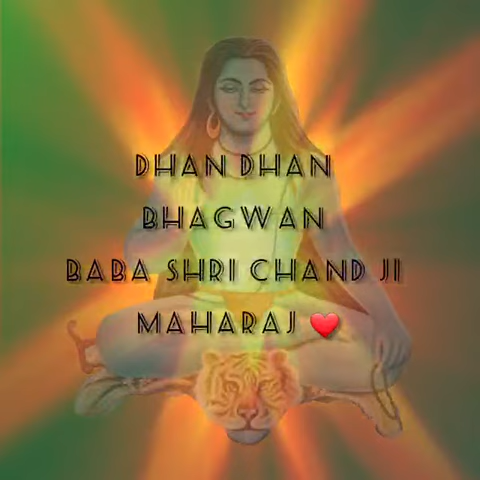 DHAN DHAN
BHAGWAN
BABA SHRI CHAND JI
MAHARAJ ❤️